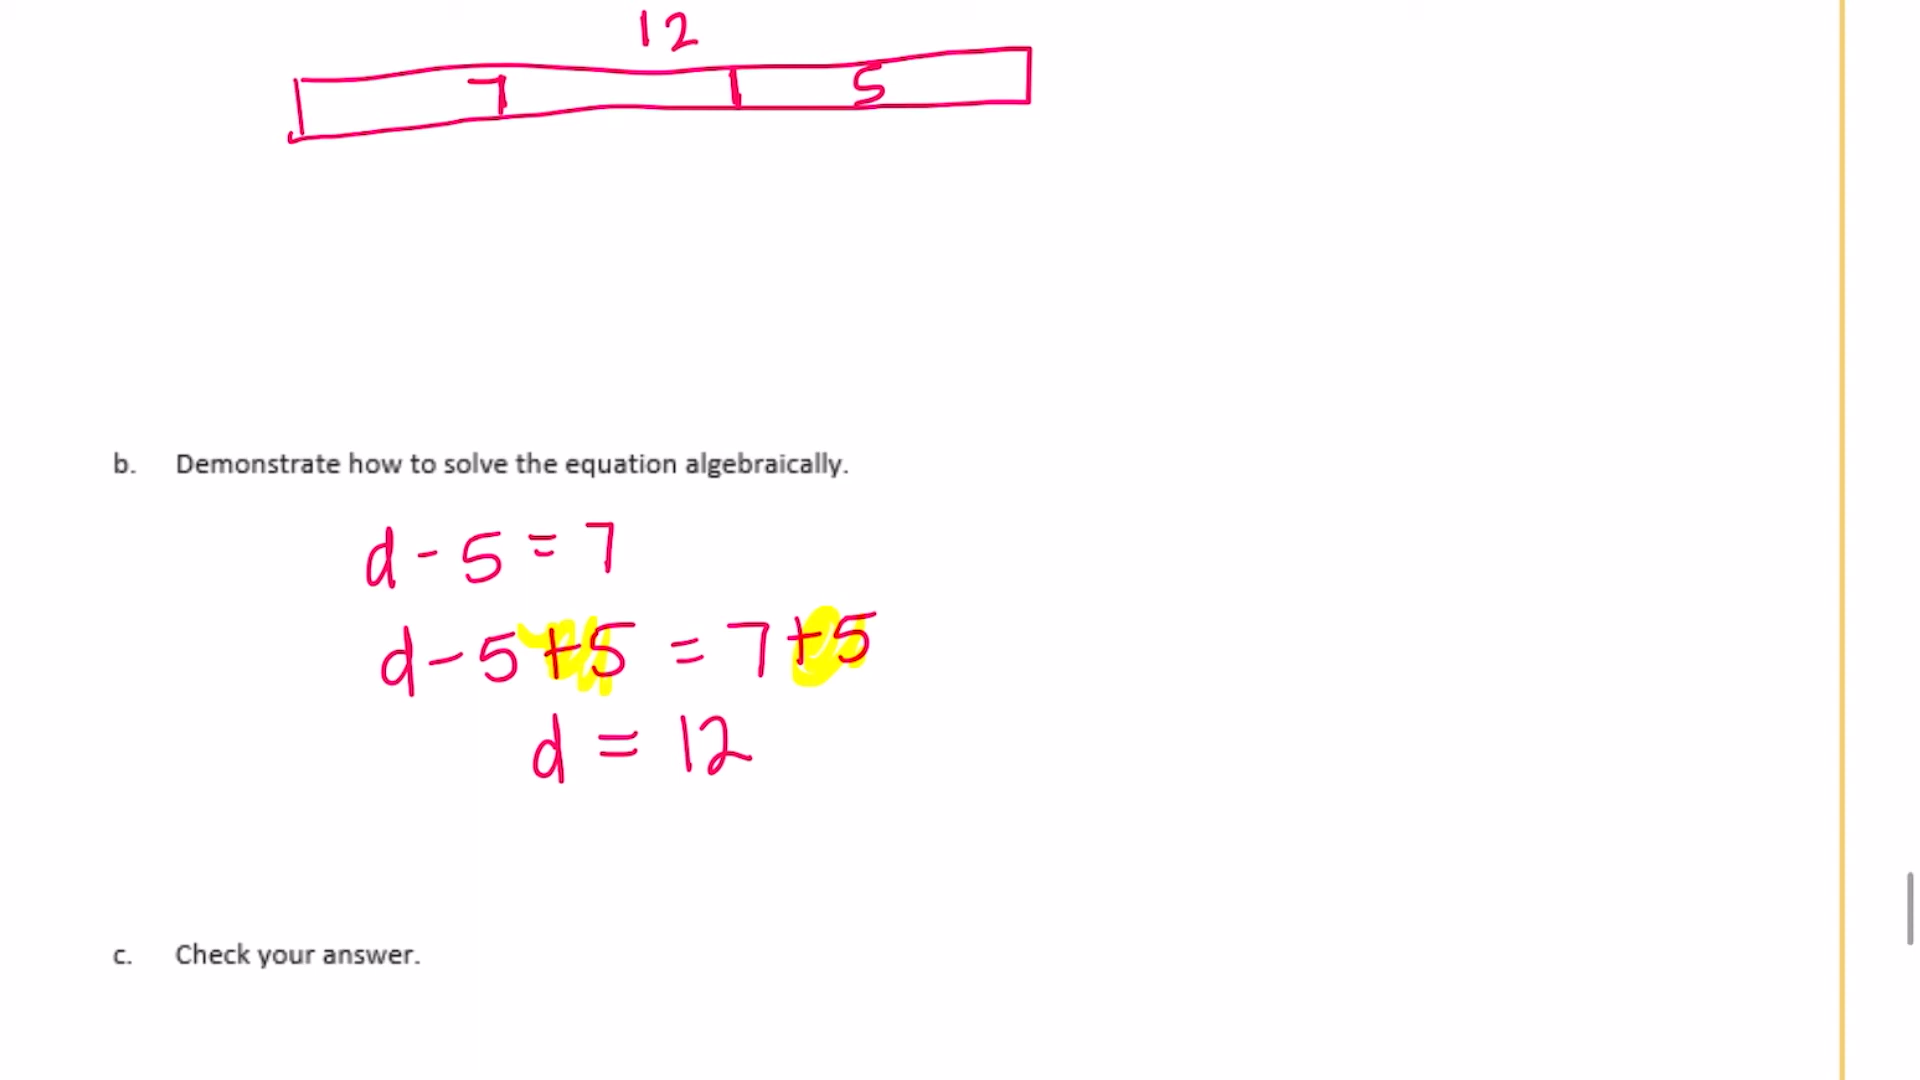 12
7 5
b. Demonstrate how to solve the equation algebraically.
d - 5 = 7
d - 5 + 5 = 7 + 5
d = 12
c. Check your answer.